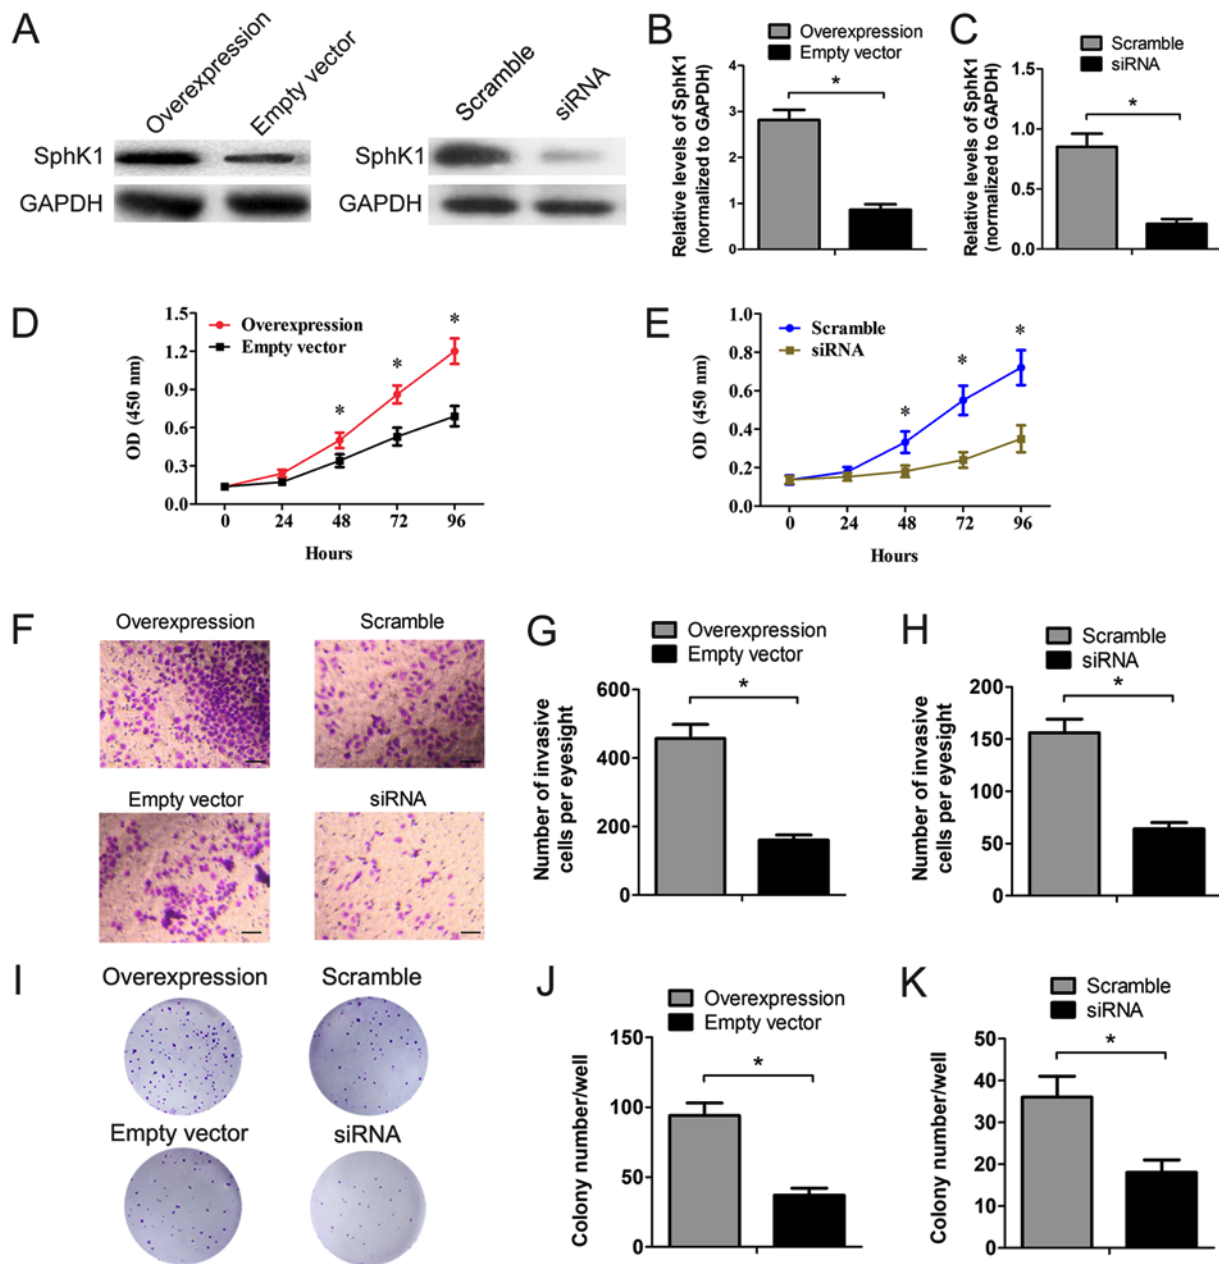 A
Overexpression
Empty vector
Scramble
siRNA
SphK1
GAPDH
SphK1
GAPDH
B
Overexpression
Empty vector
Relative levels of SphK1
(normalized to GAPDH)
4
3
2
1
0
*
C
Scramble
siRNA
Relative levels of SphK1
(normalized to GAPDH)
1.5
1.0
0.5
0.0
*
D
Overexpression
Empty vector
OD (450 nm)
1.5
1.2
0.9
0.6
0.3
0.0
* * *
0 24 48 72 96
Hours
E
Scramble
siRNA
OD (450 nm)
1.0
0.8
0.6
0.4
0.2
0.0
* * *
0 24 48 72 96
Hours
F
Overexpression
Scramble
Empty vector
siRNA
G
Overexpression
Empty vector
Number of invasive
cells per eyesight
600
400
200
0
*
H
Scramble
siRNA
Number of invasive
cells per eyesight
200
150
100
50
0
*
I
Overexpression
Scramble
Empty vector
siRNA
J
Overexpression
Empty vector
Colony number/well
150
100
50
0
*
K
Scramble
siRNA
Colony number/well
50
40
30
20
10
0
*